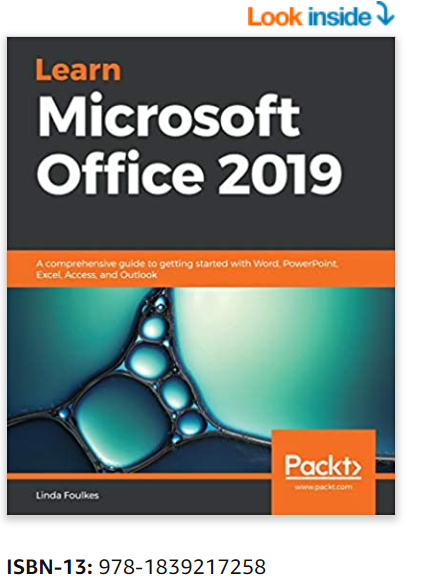 Look inside
Learn
Microsoft
Office 2019
A comprehensive guide to getting started with Word, PowerPoint,
Excel, Access, and Outlook
Packt>
www.packt.com
Linda Foulkes
ISBN-13: 978-1839217258